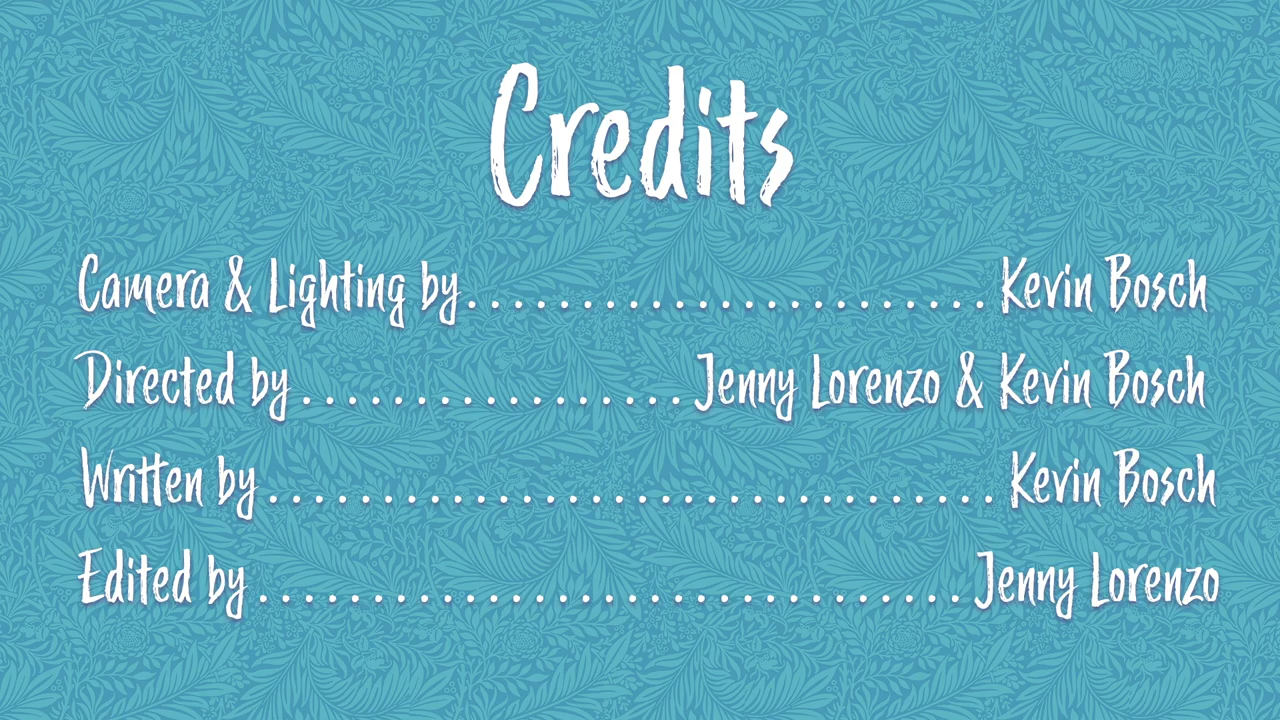 Credits
Camera & Lighting by........................Kevin Bosch
Directed by..................Jenny Lorenzo & Kevin Bosch
Written by................................Kevin Bosch
Edited by...............................Jenny Lorenzo